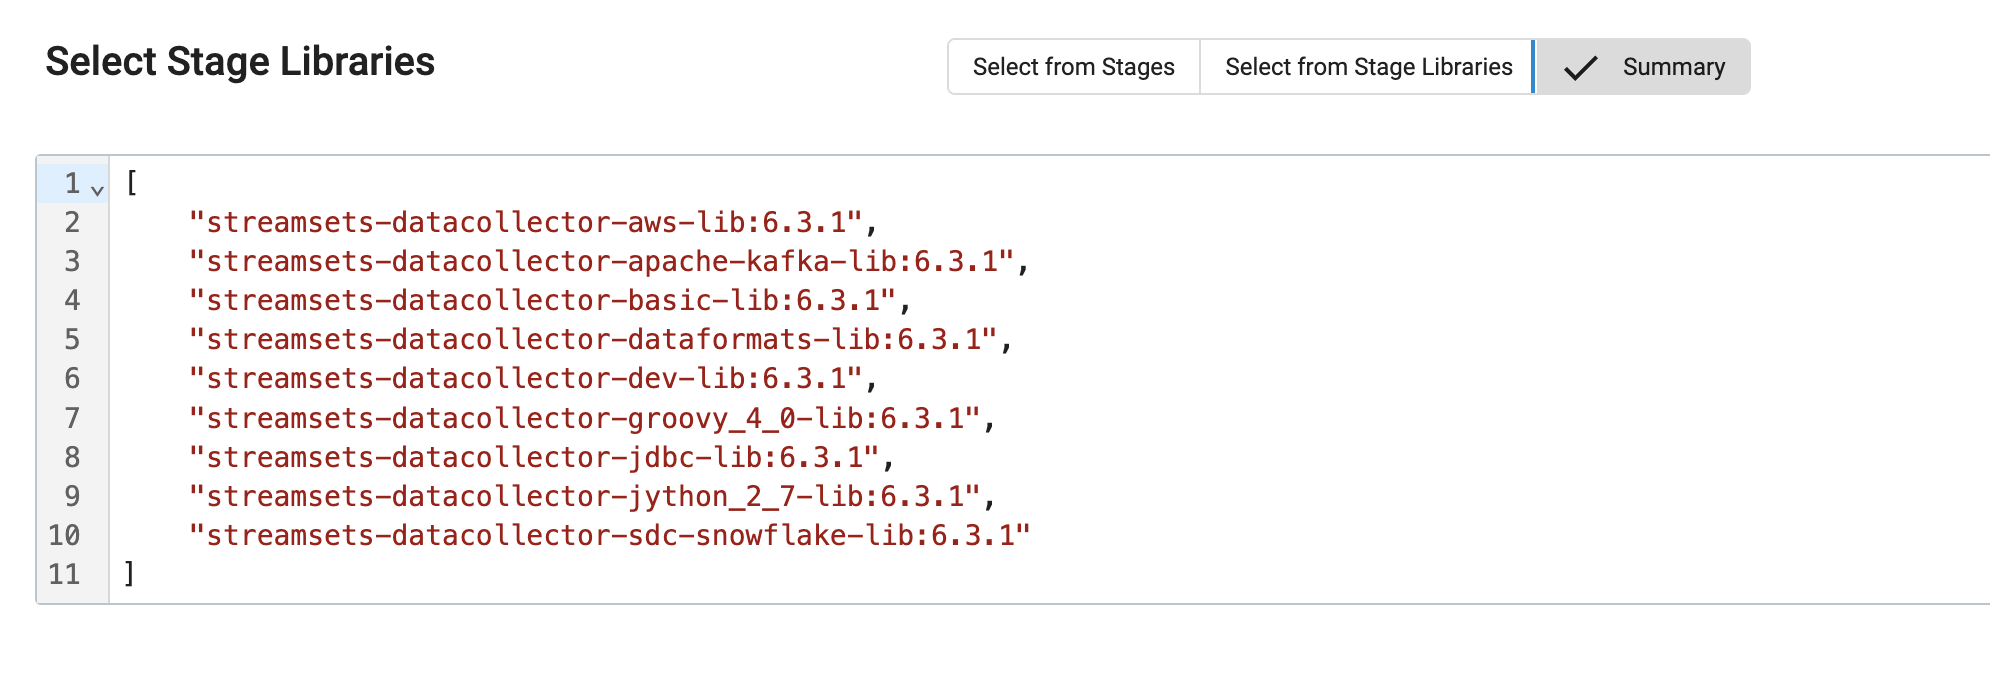 Select Stage Libraries
Select from Stages Select from Stage Libraries Summary
1 [
2 "streamsets-datacollector-aws-lib:6.3.1",
3 "streamsets-datacollector-apache-kafka-lib:6.3.1",
4 "streamsets-datacollector-basic-lib:6.3.1",
5 "streamsets-datacollector-dataformats-lib:6.3.1",
6 "streamsets-datacollector-dev-lib:6.3.1",
7 "streamsets-datacollector-groovy_4_0-lib:6.3.1",
8 "streamsets-datacollector-jdbc-lib:6.3.1",
9 "streamsets-datacollector-jython_2_7-lib:6.3.1",
10 "streamsets-datacollector-sdc-snowflake-lib:6.3.1"
11 ]